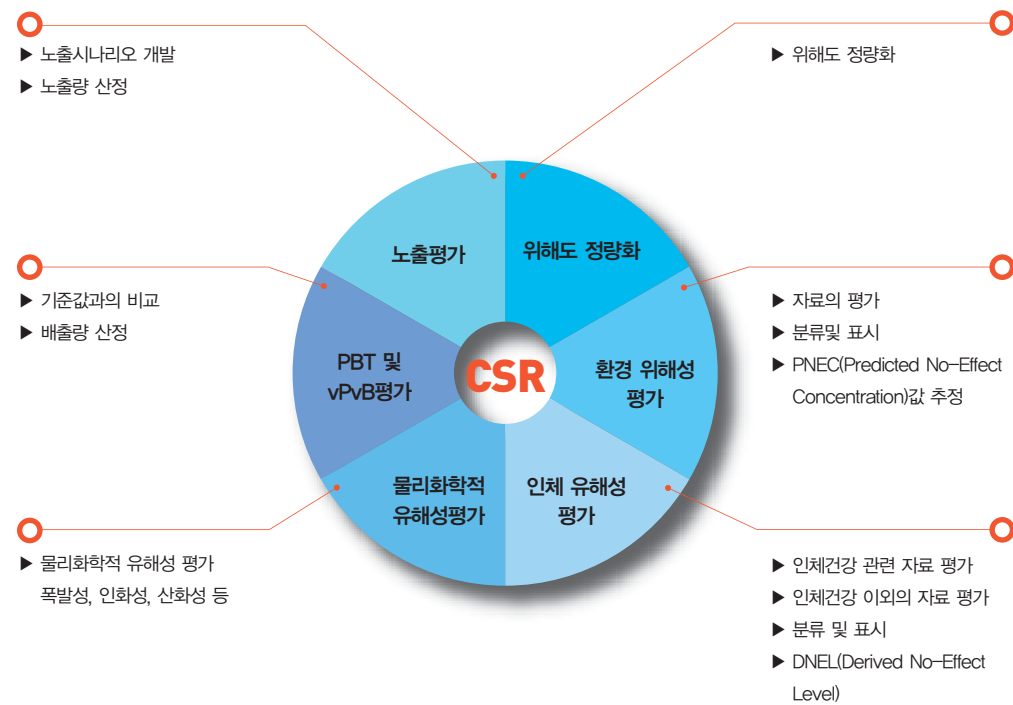 ▶ 노출시나리오 개발
▶ 노출량 산정
▶ 위해도 정량화
노출평가
위해도 정량화
▶ 기준값과의 비교
▶ 배출량 산정
▶ 자료의 평가
▶ 분류및 표시
▶ PNEC(Predicted No-Effect
Concentration)값 추정
PBT 및
vPvB평가
CSR
환경 위해성
평가
물리화학적
유해성평가
인체 유해성
평가
▶ 물리화학적 유해성 평가
폭발성, 인화성, 산화성 등
▶ 인체건강 관련 자료 평가
▶ 인체건강 이외의 자료 평가
▶ 분류 및 표시
▶ DNEL(Derived No-Effect
Level)